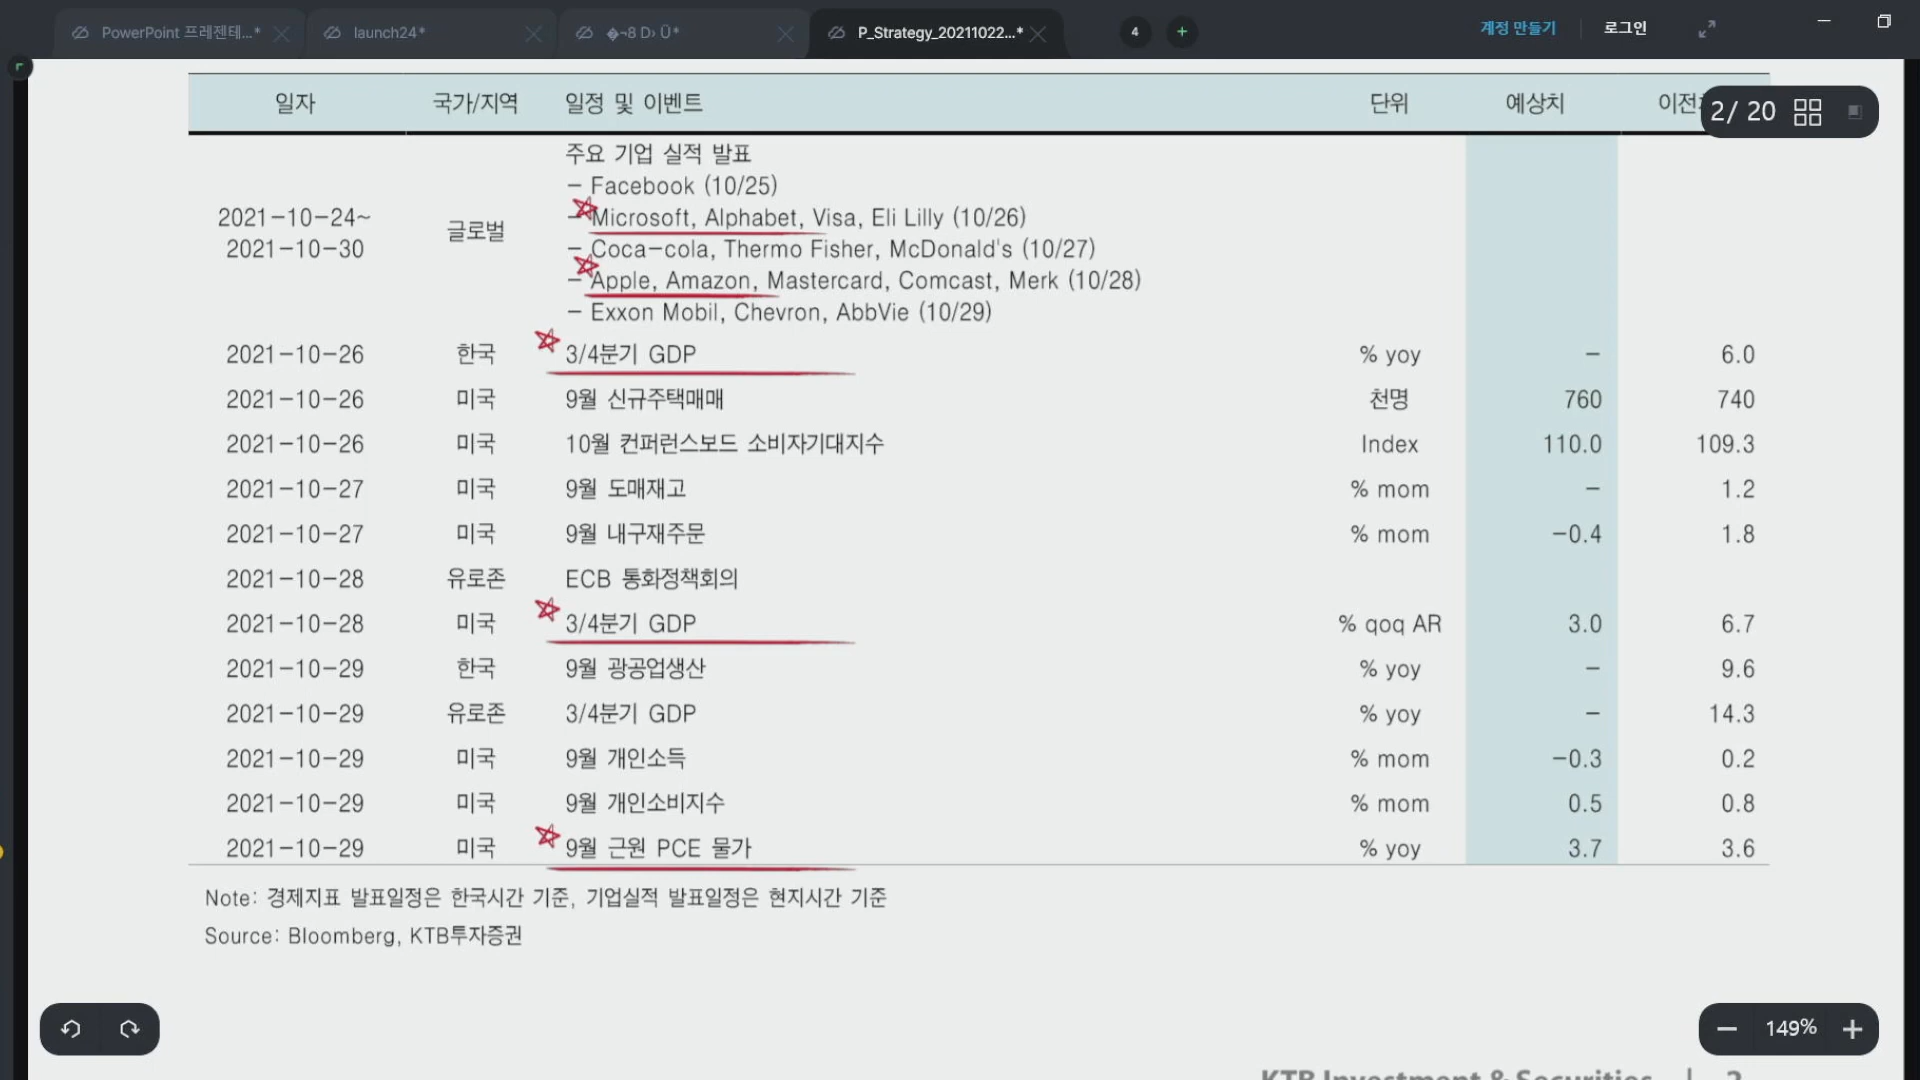 PowerPoint 프레젠테...*
launch24*
P_Strategy_20211022...*
4
계정 만들기
로그인
2/ 20
일자 국가/지역 일정 및 이벤트 단위 예상치
주요 기업 실적 발표
– Facebook (10/25)
2021-10-24~ – Microsoft, Alphabet, Visa, Eli Lilly (10/26)
글로벌
2021-10-30 – Coca-cola, Thermo Fisher, McDonald's (10/27)
– Apple, Amazon, Mastercard, Comcast, Merk (10/28)
– Exxon Mobil, Chevron, AbbVie (10/29)
2021-10-26 한국 3/4분기 GDP % yoy – 6.0
2021-10-26 미국 9월 신규주택매매 천명 760 740
2021-10-26 미국 10월 컨퍼런스보드 소비자기대지수 Index 110.0 109.3
2021-10-27 미국 9월 도매재고 % mom – 1.2
2021-10-27 미국 9월 내구재주문 % mom -0.4 1.8
2021-10-28 유로존 ECB 통화정책회의
2021-10-28 미국 3/4분기 GDP % qoq AR 3.0 6.7
2021-10-29 한국 9월 광공업생산 % yoy – 9.6
2021-10-29 유로존 3/4분기 GDP % yoy – 14.3
2021-10-29 미국 9월 개인소득 % mom -0.3 0.2
2021-10-29 미국 9월 개인소비지수 % mom 0.5 0.8
2021-10-29 미국 9월 근원 PCE 물가 % yoy 3.7 3.6
Note: 경제지표 발표일정은 한국시간 기준, 기업실적 발표일정은 현지시간 기준
Source: Bloomberg, KTB투자증권
149%
KTB Investment & Securities | 2